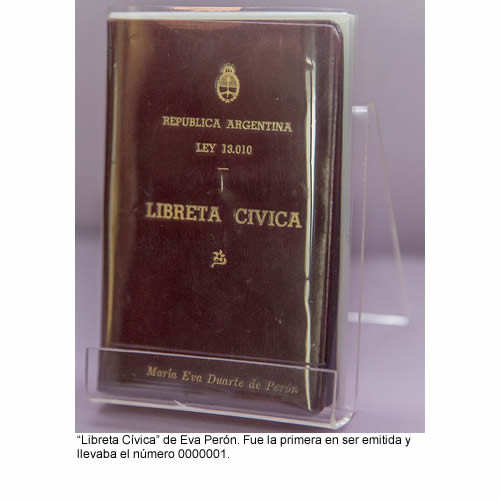 REPUBLICA ARGENTINA
LEY 13.010
LIBRETA CIVICA
María Eva Duarte de Perón
“Libreta Cívica” de Eva Perón. Fue la primera en ser emitida y
llevaba el número 0000001.